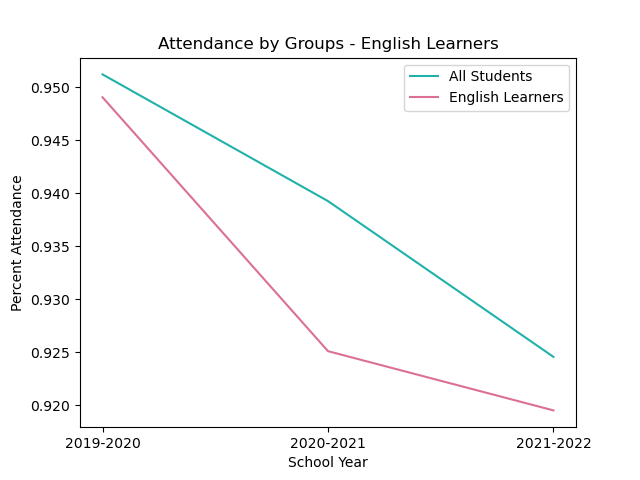 Attendance by Groups - English Learners
All Students
English Learners
0.950
0.945
0.940
0.935
0.930
0.925
0.920
Percent Attendance
2019-2020
2020-2021
2021-2022
School Year